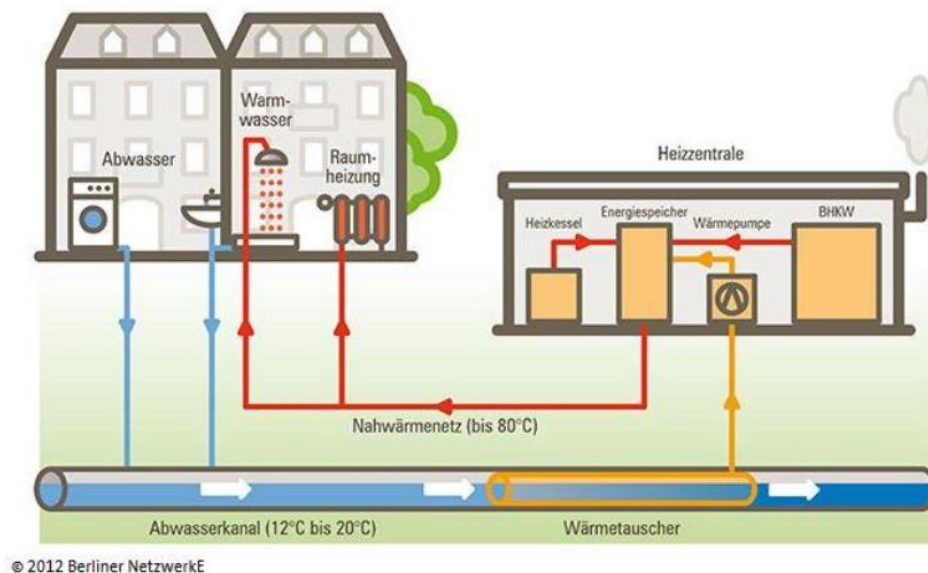 Warm-
wasser
Abwasser
Raum-
heizung
Heizzentrale
Heizkessel
Energiespeicher
Wärmepumpe
BHKW
Nahwärmenetz (bis 80°C)
Abwasserkanal (12°C bis 20°C)
Wärmetauscher
© 2012 Berliner NetzwerkE